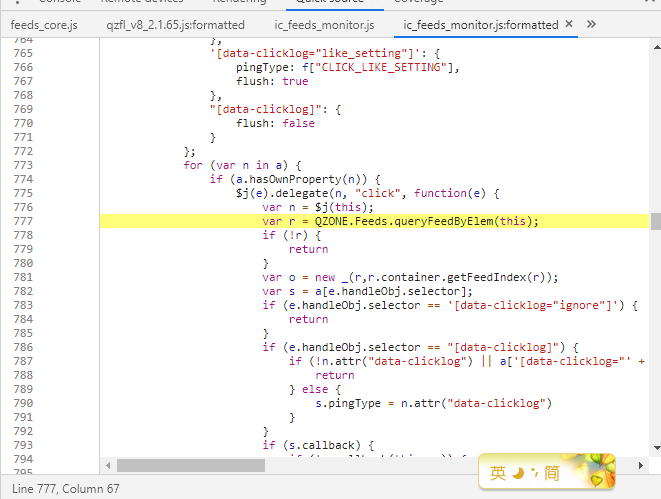 Console Remote devices Rendering Quick source Coverage
feeds_core.js qzfl_v8_2.1.65.js:formatted ic_feeds_monitor.js ic_feeds_monitor.js:formatted × »
764 },
765 '[data-clicklog="like_setting"]': {
766 pingType: f["CLICK_LIKE_SETTING"],
767 flush: true
768 },
769 "[data-clicklog]": {
770 flush: false
771 }
772 };
773 for (var n in a) {
774 if (a.hasOwnProperty(n)) {
775 $j(e).delegate(n, "click", function(e) {
776 var n = $j(this);
777 var r = QZONE.Feeds.queryFeedByElem(this);
778 if (!r) {
779 return
780 }
781 var o = new _(r,r.container.getFeedIndex(r));
782 var s = a[e.handleObj.selector];
783 if (e.handleObj.selector == '[data-clicklog="ignore"]') {
784 return
785 }
786 if (e.handleObj.selector == "[data-clicklog]") {
787 if (!n.attr("data-clicklog") || a['[data-clicklog="' +
788 return
789 } else {
790 s.pingType = n.attr("data-clicklog")
791 }
792 }
793 if (s.callback) {
794
795
英 简
Line 777, Column 67